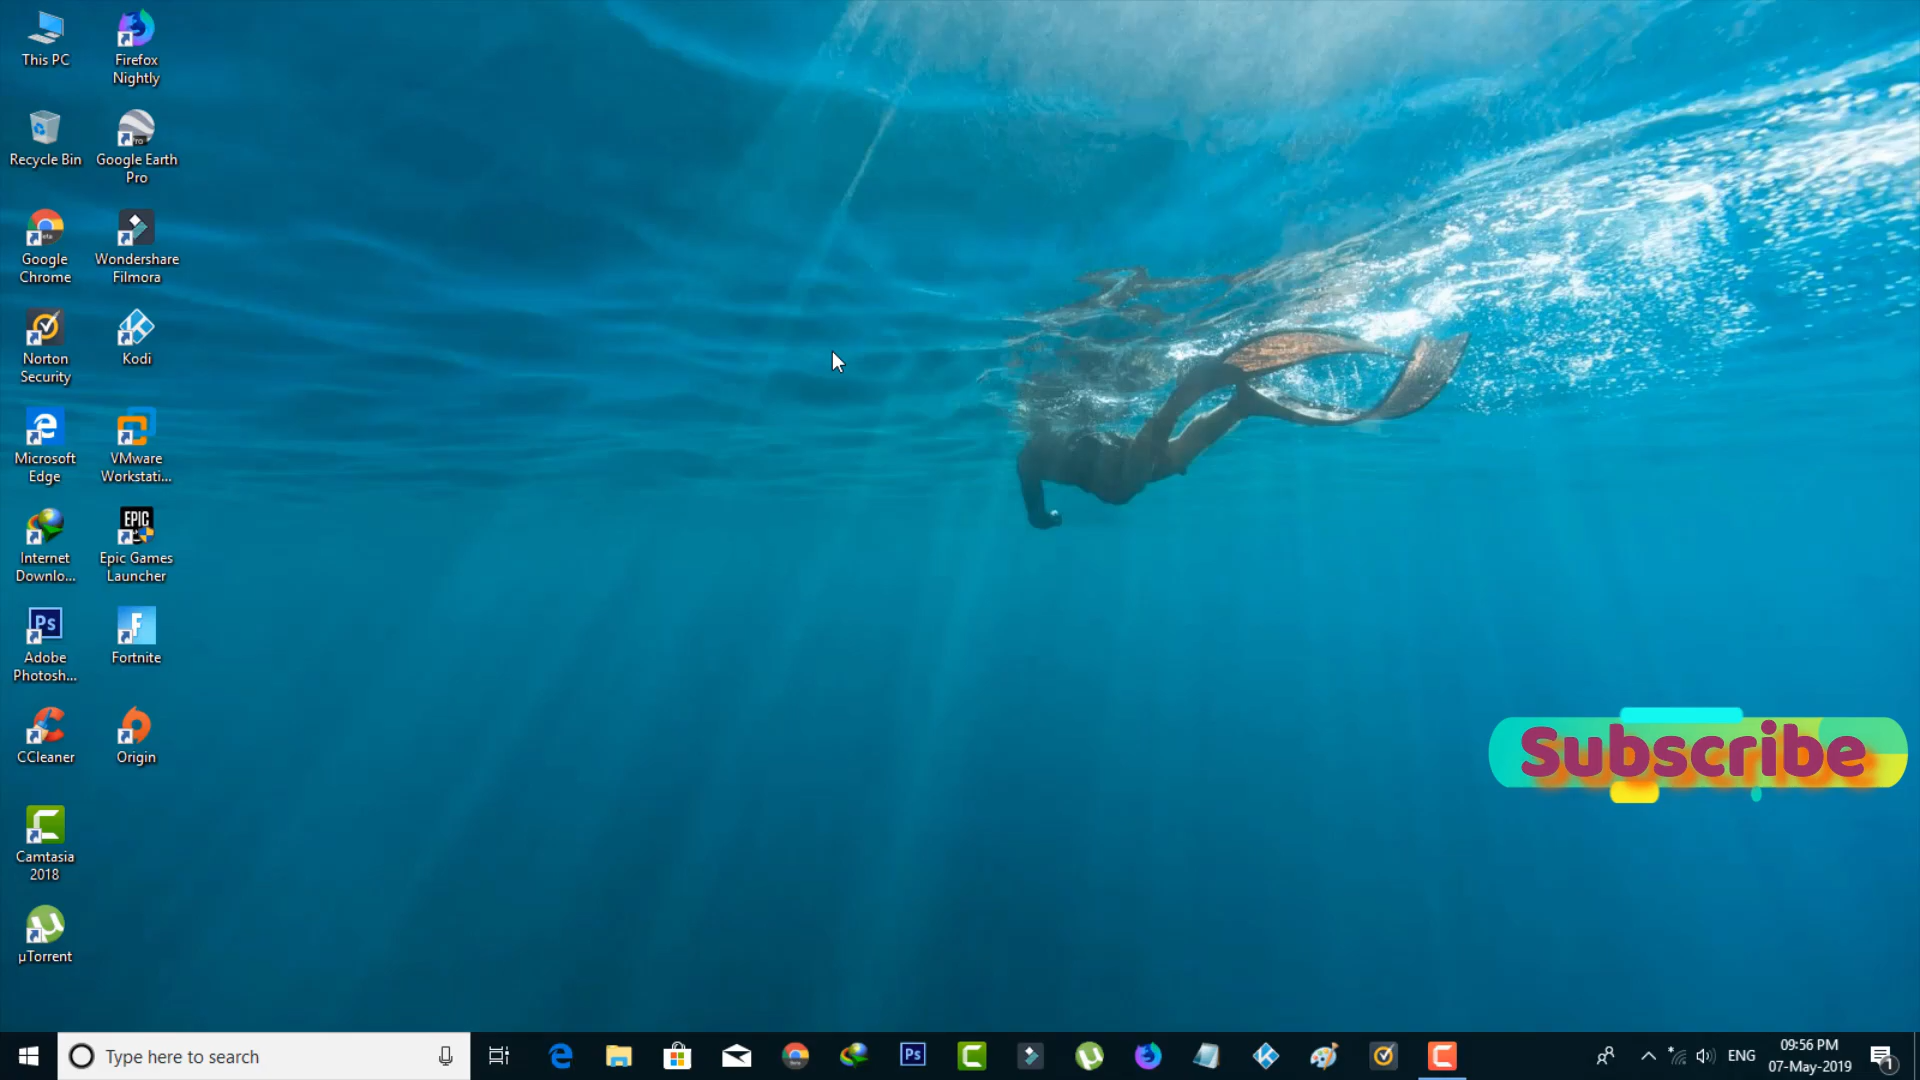 This PC
Firefox
Nightly
Recycle Bin
Google Earth
Pro
Google
Chrome
Wondershare
Filmora
Norton
Security
Kodi
Microsoft
Edge
VMware
Workstati...
Internet
Downlo...
EPIC
Epic Games
Launcher
Ps
Adobe
Photosh...
F
Fortnite
CCleaner
Origin
Subscribe
Camtasia
2018
µTorrent
Type here to search
Ps
ENG
09:56 PM
07-May-2019
1